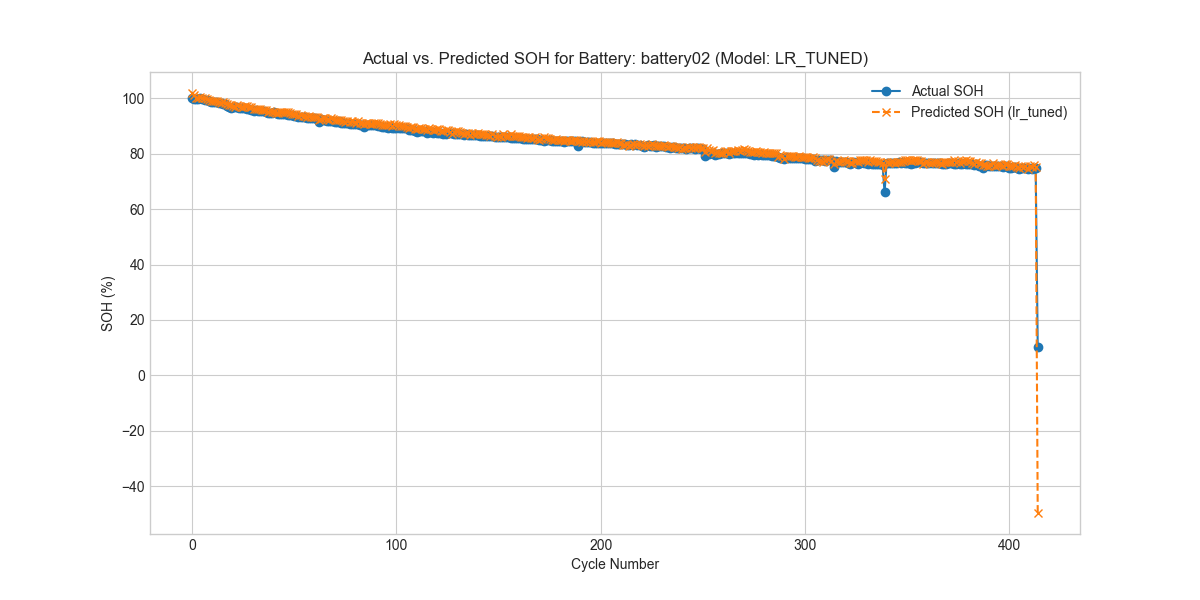 Actual vs. Predicted SOH for Battery: battery02 (Model: LR_TUNED)
Actual SOH
Predicted SOH (lr_tuned)
SOH (%)
100
80
60
40
20
0
−20
−40
0 100 200 300 400
Cycle Number